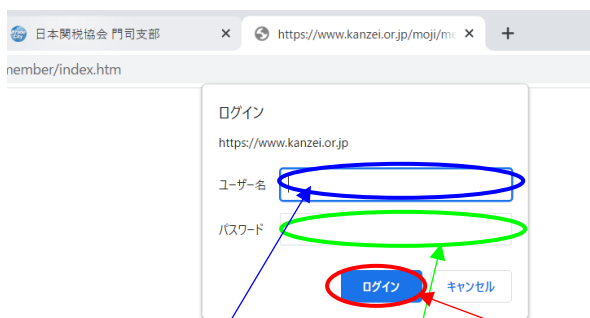 日本関税協会 門司支部
https://www.kanzei.or.jp/moji/me
member/index.htm
ログイン
https://www.kanzei.or.jp
ユーザー名
パスワード
ログイン キャンセル